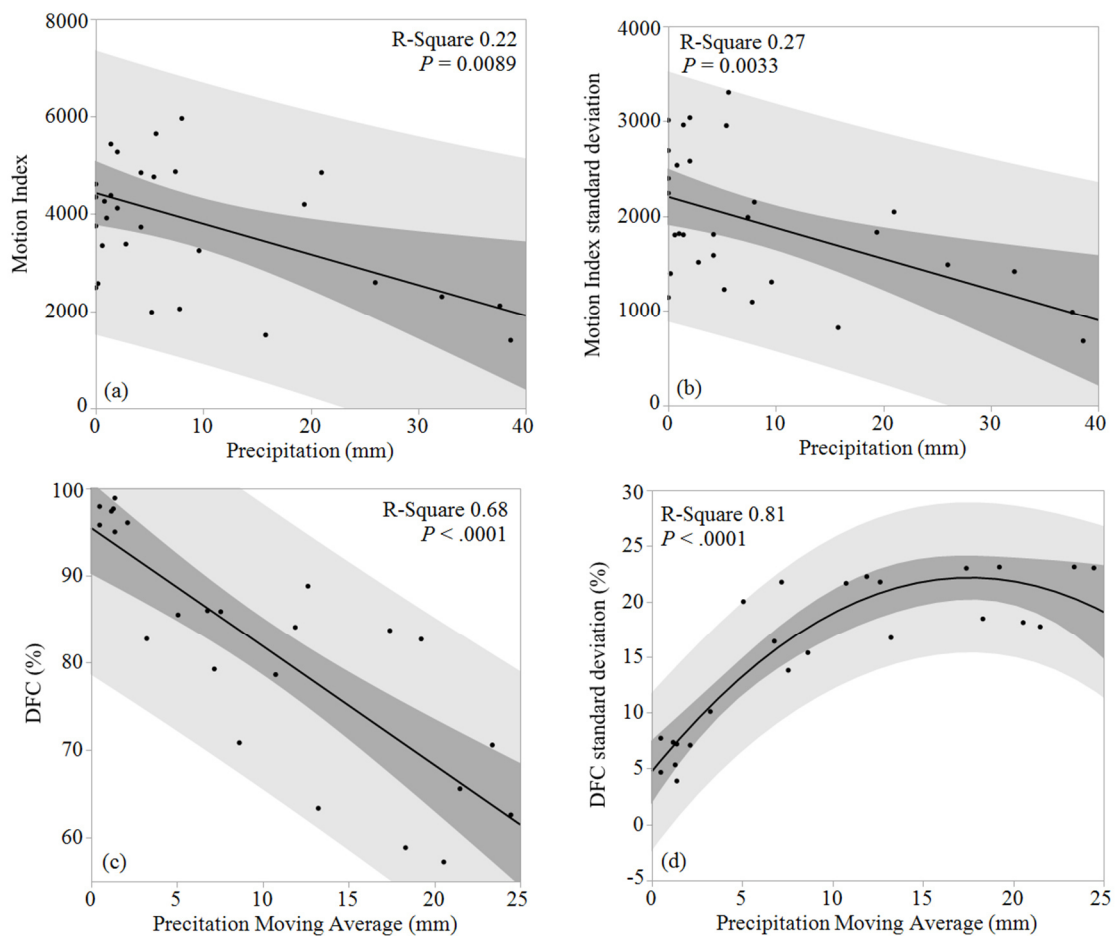 8000
6000
4000
2000
0
Motion Index
R-Square 0.22
P = 0.0089
(a)
0 10 20 30 40
Precipitation (mm)
4000
3000
2000
1000
0
Motion Index standard deviation
R-Square 0.27
P = 0.0033
(b)
0 10 20 30 40
Precipitation (mm)
100
90
80
70
60
DFC (%)
R-Square 0.68
P < .0001
(c)
0 5 10 15 20 25
Precitation Moving Average (mm)
30
25
20
15
10
5
0
-5
DFC standard deviation (%)
R-Square 0.81
P < .0001
(d)
0 5 10 15 20 25
Precipitation Moving Average (mm)